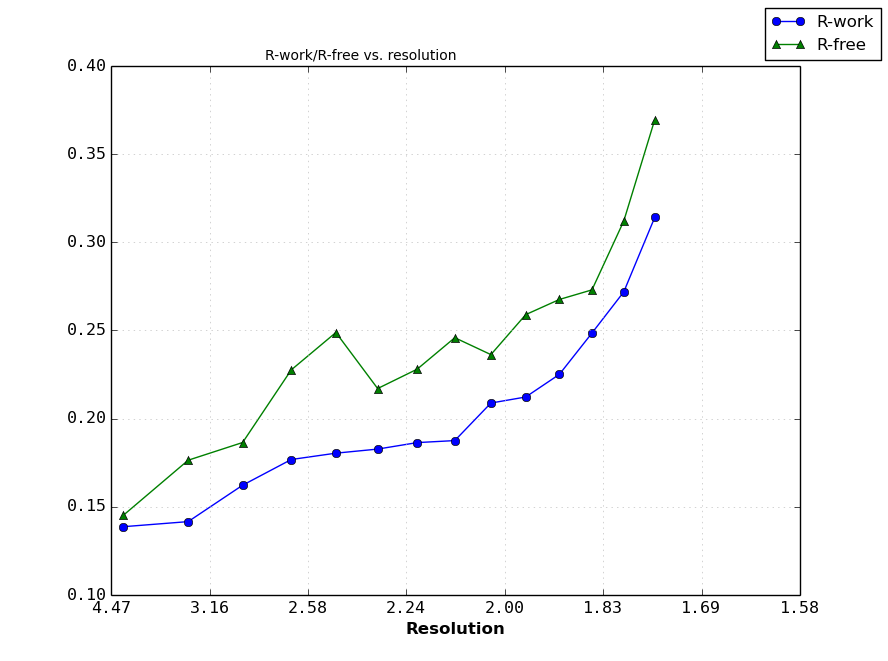 R-work
R-free
R-work/R-free vs. resolution
0.40
0.35
0.30
0.25
0.20
0.15
0.10
4.47 3.16 2.58 2.24 2.00 1.83 1.69 1.58
Resolution